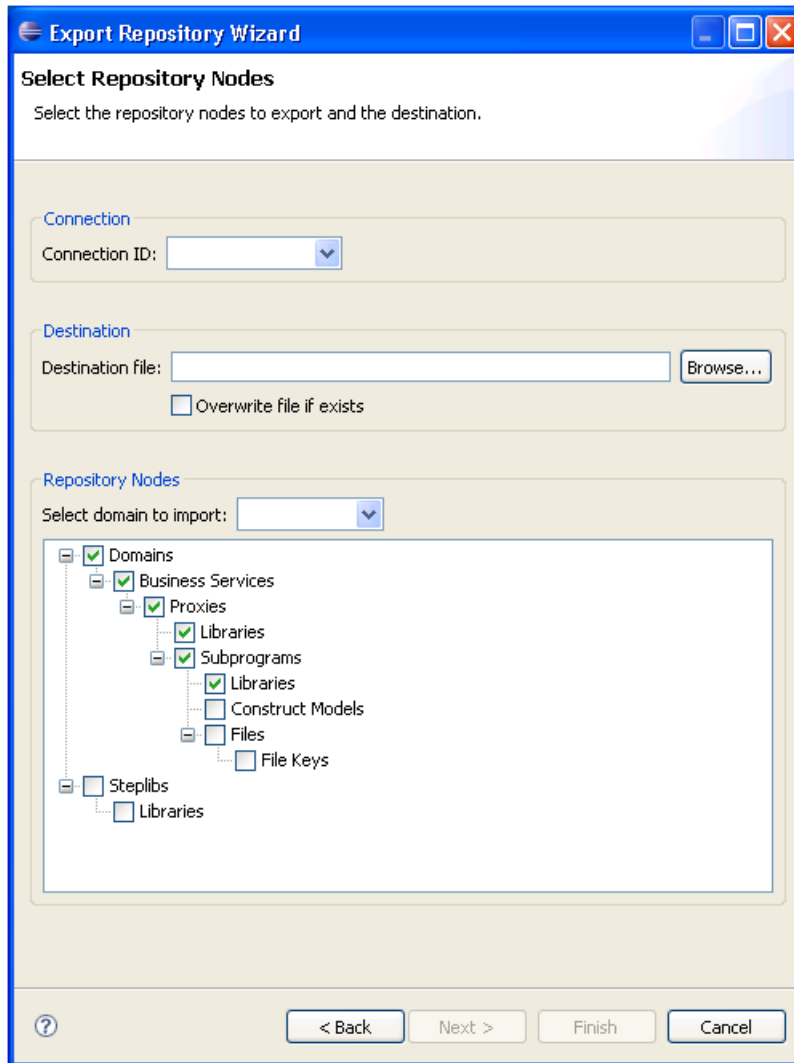 Export Repository Wizard
Select Repository Nodes
Select the repository nodes to export and the destination.
Connection
Connection ID:
Destination
Destination file:
Browse...
Overwrite file if exists
Repository Nodes
Select domain to import:
Domains
Business Services
Proxies
Libraries
Subprograms
Libraries
Construct Models
Files
File Keys
Steplibs
Libraries
? < Back Next > Finish Cancel